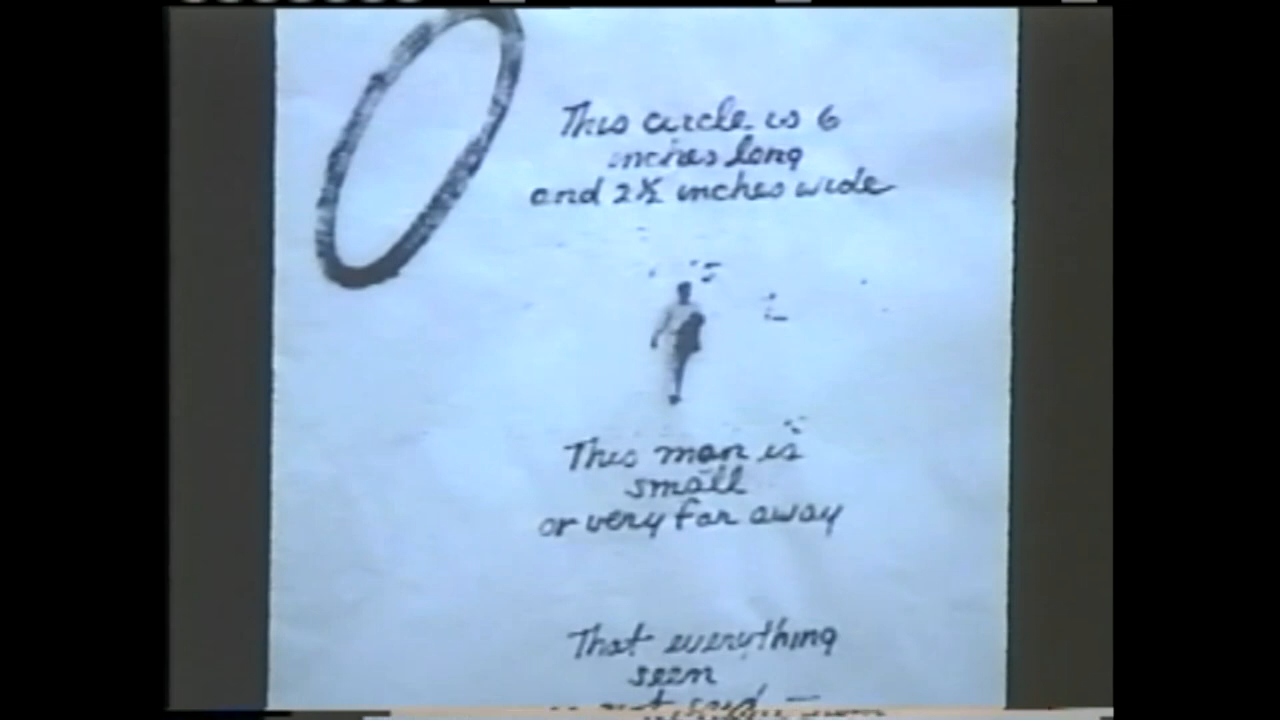 This circle is 6
inches long
and 2½ inches wide
This man is
small
or very far away
That everything
seen